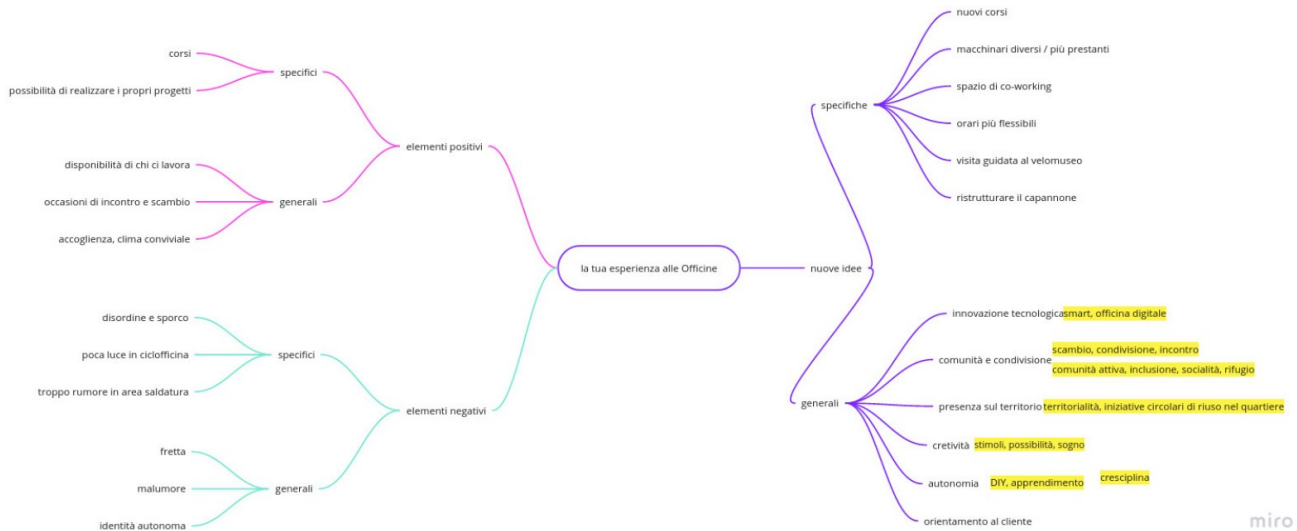 corsi
specifici
possibilità di realizzare i propri progetti
elementi positivi
disponibilità di chi ci lavora
occasioni di incontro e scambio
generali
accoglienza, clima conviviale
disordine e sporco
poca luce in ciclofficina
specifici
troppo rumore in area saldatura
elementi negativi
fretta
malumore
generali
identità autonoma
la tua esperienza alle Officine
nuove idee
specifiche
nuovi corsi
macchinari diversi / più prestanti
spazio di co-working
orari più flessibili
visita guidata al velomuseo
ristrutturare il capannone
generali
innovazione tecnologica smart, officina digitale
comunità e condivisione
scambio, condivisione, incontro
comunità attiva, inclusione, socialità, rifugio
presenza sul territorio territorialità, iniziative circolari di riuso nel quartiere
cretività stimoli, possibilità, sogno
autonomia DIY, apprendimento cresciplina
orientamento al cliente
miro